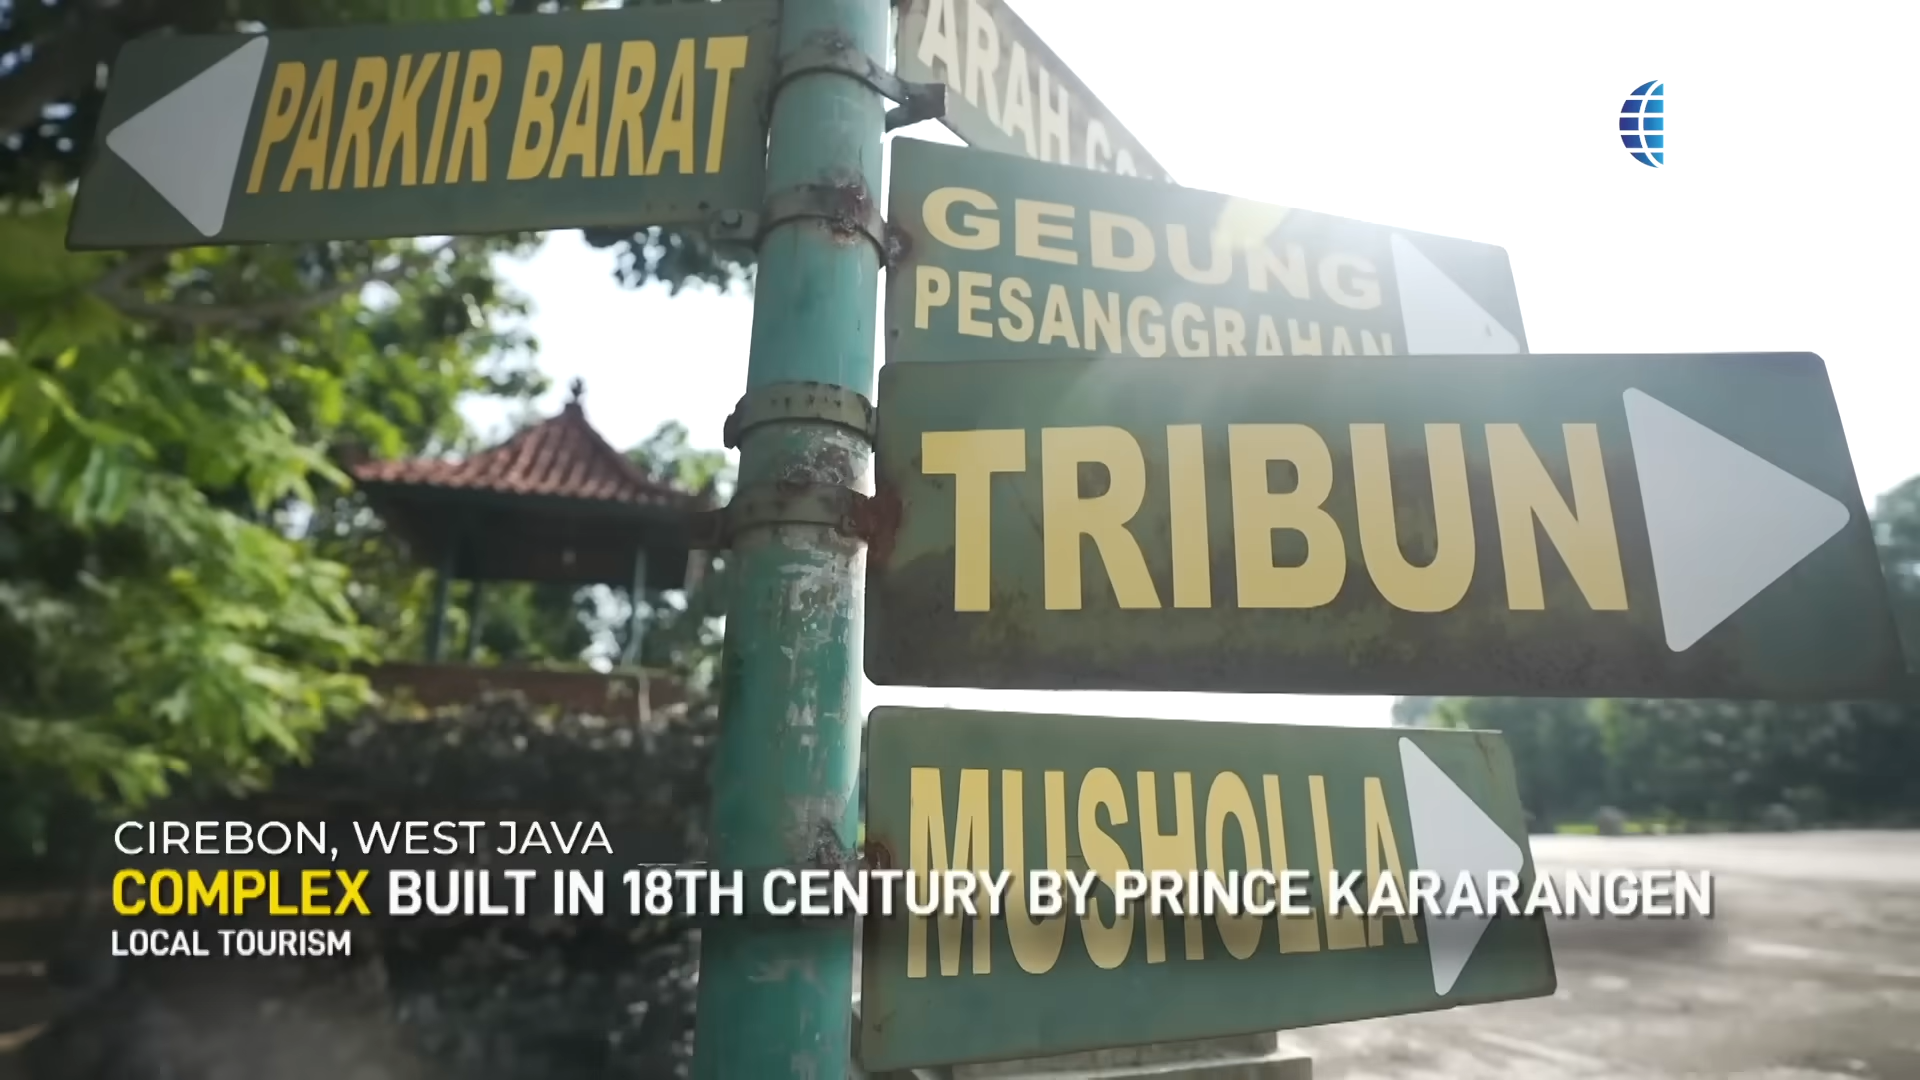 PARKIR BARAT
ARAH
GEDUNG
PESANGGRAHAN
TRIBUN
MUSHOLLA
CIREBON, WEST JAVA
COMPLEX BUILT IN 18TH CENTURY BY PRINCE KARARANGEN
LOCAL TOURISM